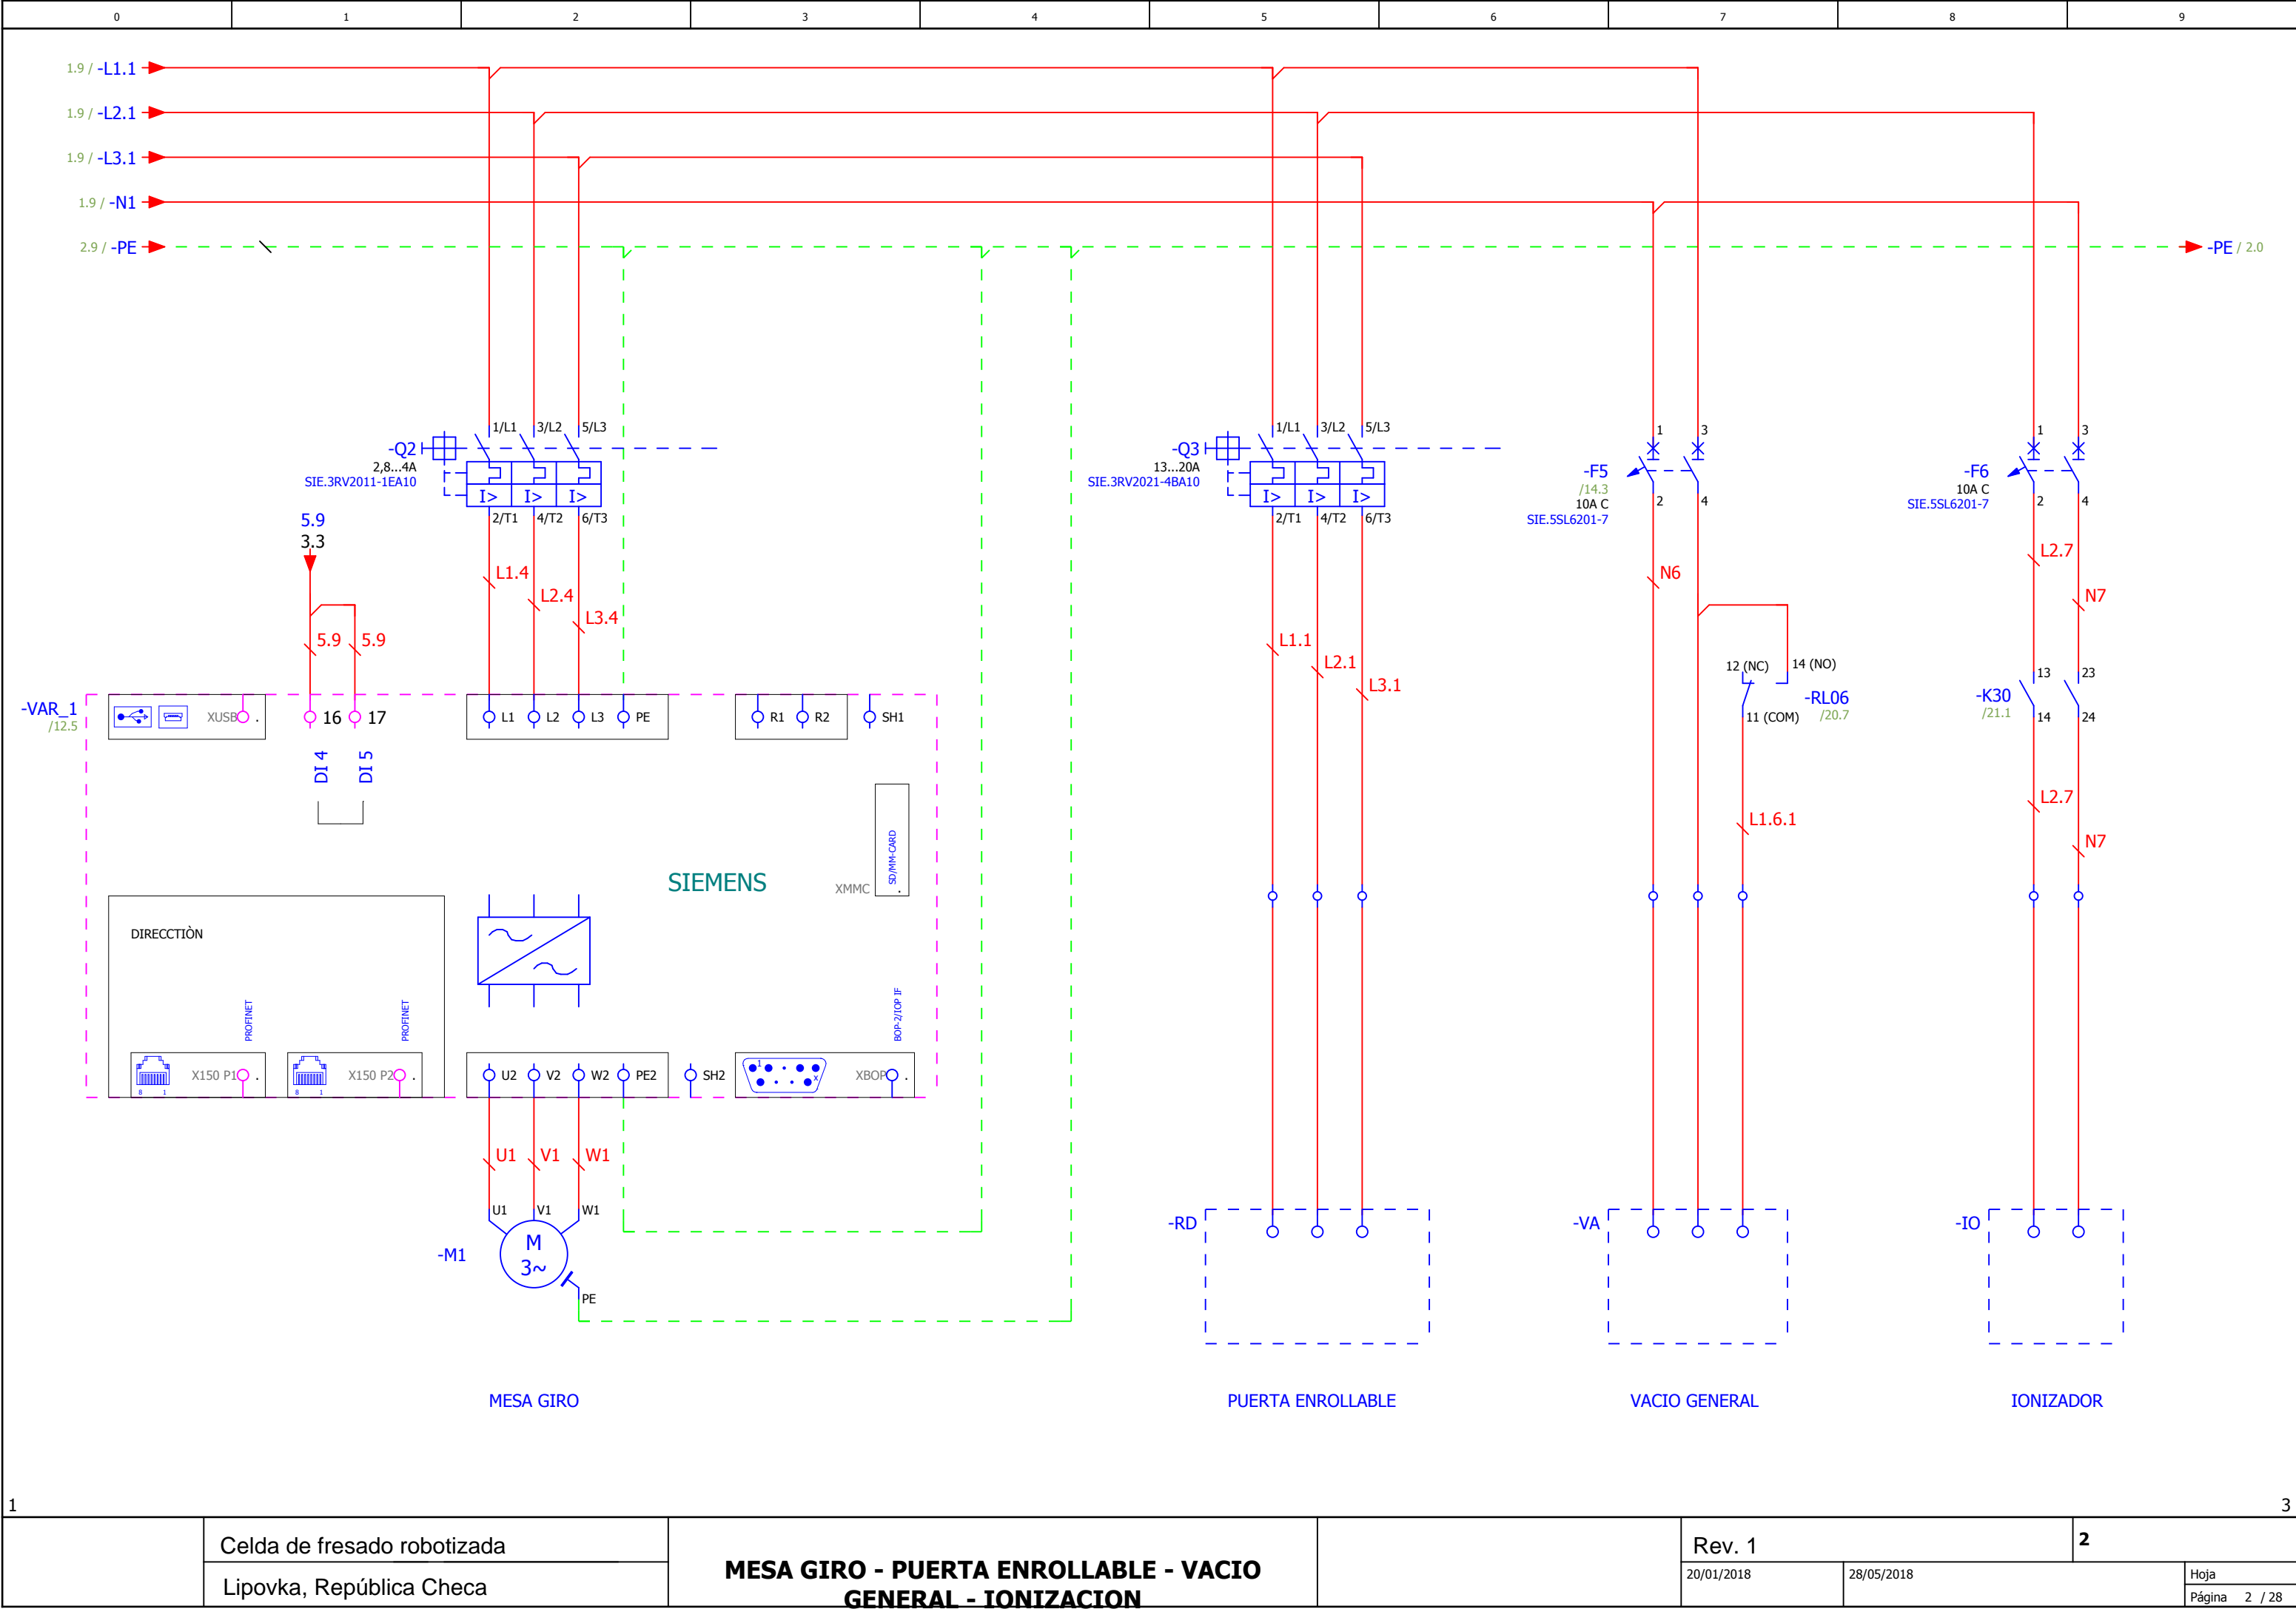 0 1 2 3 4 5 6 7 8 9
1.9 / -L1.1
1.9 / -L2.1
1.9 / -L3.1
1.9 / -N1
2.9 / -PE
-PE / 2.0
1/L1 3/L2 5/L3
-Q2
2,8...4A
SIE.3RV2011-1EA10
I> I> I>
2/T1 4/T2 6/T3
1/L1 3/L2 5/L3
-Q3
13...20A
SIE.3RV2021-4BA10
I> I> I>
2/T1 4/T2 6/T3
1 3
-F5
/14.3
10A C
SIE.5SL6201-7
2 4
1 3
-F6
10A C
SIE.5SL6201-7
2 4
5.9
3.3
L1.4
L2.4
L3.4
5.9 5.9
L1.1
L2.1
L3.1
N6
L2.7
N7
12 (NC) 14 (NO)
-RL06
/20.7
11 (COM)
13 23
-K30
/21.1
14 24
L1.6.1
L2.7
N7
-VAR_1
/12.5
XUSB .
16 17
L1 L2 L3 PE
R1 R2
SH1
DI 4
DI 5
SD/MM-CARD
XMMC .
SIEMENS
DIRECCTIÒN
PROFINET
PROFINET
BOP-2/IOP IF
8 1
X150 P1 .
8 1
X150 P2 .
U2 V2 W2 PE2
SH2
1
X
XBOP .
U1 V1 W1
U1 V1 W1
-M1
M
3~
PE
-RD
-VA
-IO
MESA GIRO
PUERTA ENROLLABLE
VACIO GENERAL
IONIZADOR
1
3
Celda de fresado robotizada
Lipovka, República Checa
MESA GIRO - PUERTA ENROLLABLE - VACIO
GENERAL - IONIZACION
Rev. 1
2
20/01/2018
28/05/2018
Hoja
Página 2 / 28